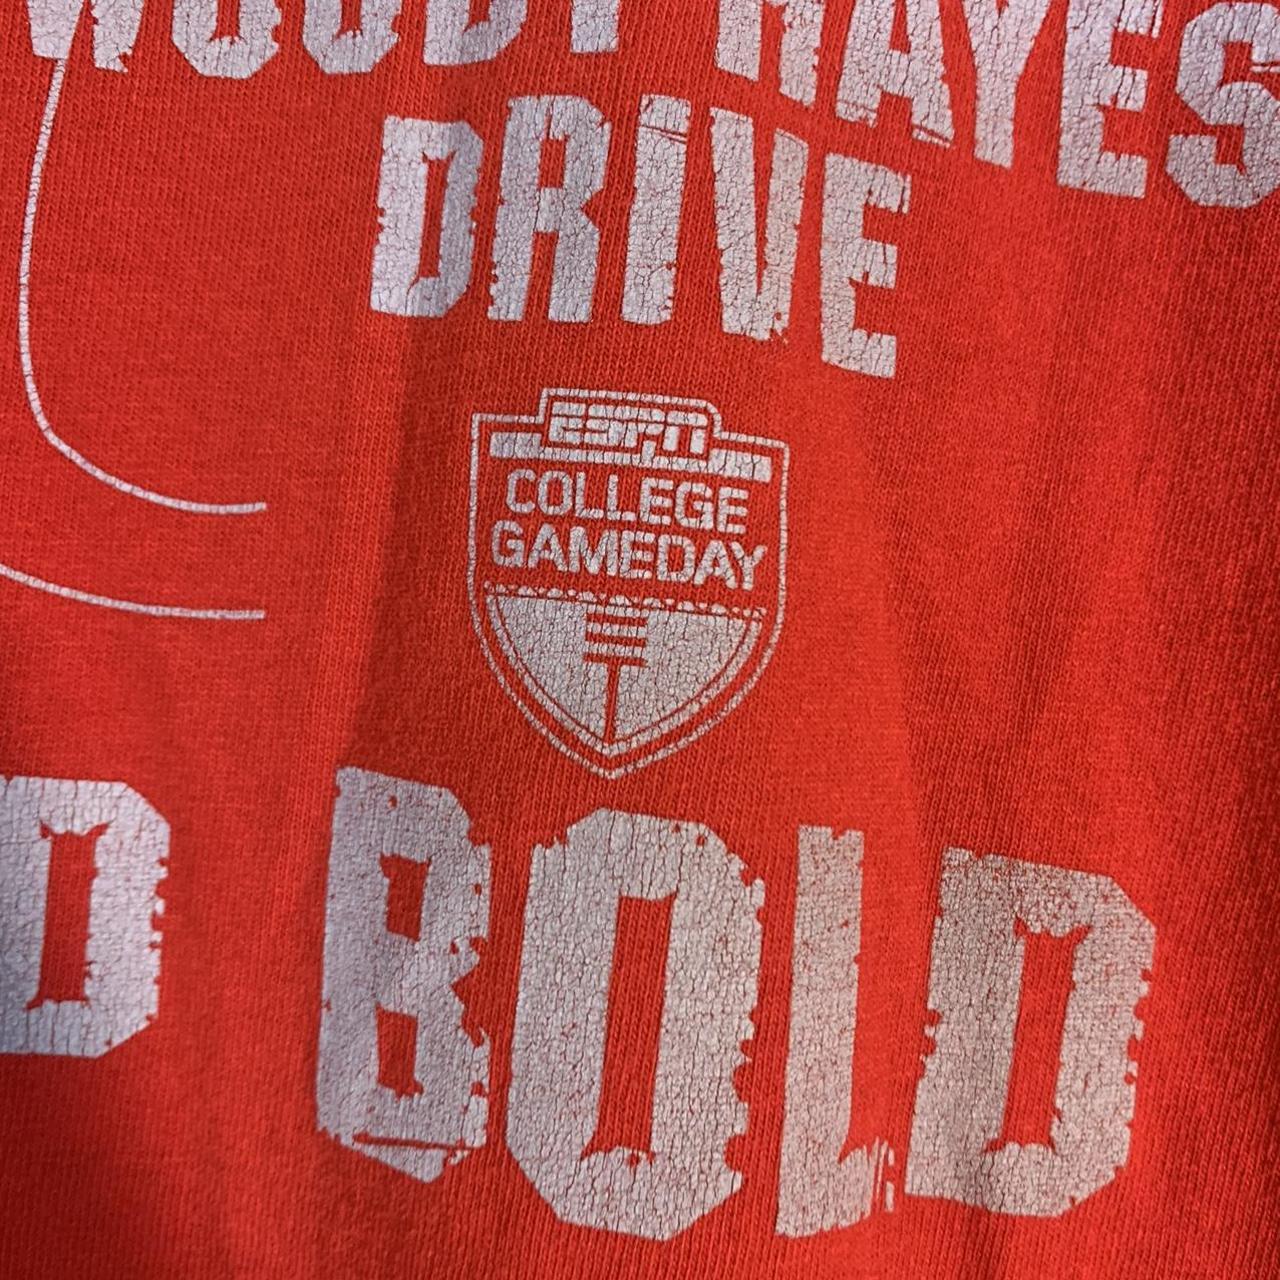 WOODY HAYES
DRIVE
ESPN
COLLEGE
GAMEDAY
D BOLD